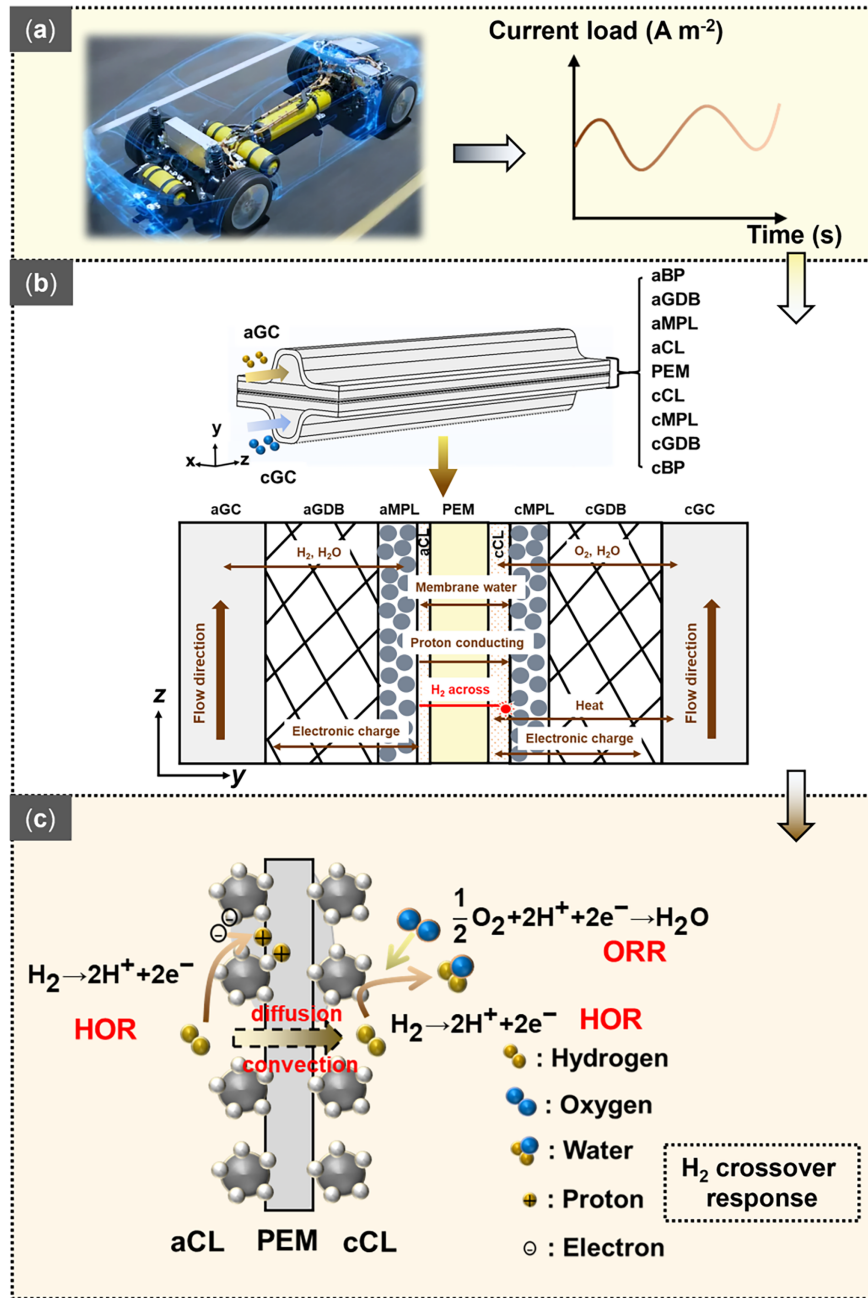 (a)
Current load (A m⁻²)
Time (s)
(b)
aGC
cGC
y
x
z
aBP
aGDB
aMPL
aCL
PEM
cCL
cMPL
cGDB
cBP
aGC aGDB aMPL PEM cMPL cGDB cGC
aCL
cCL
H₂, H₂O
O₂, H₂O
Membrane water
Proton conducting
H₂ across
Heat
Electronic charge
Electronic charge
Flow direction
Flow direction
z
y
(c)
½O₂+2H⁺+2e⁻→H₂O
ORR
H₂→2H⁺+2e⁻
HOR
diffusion
convection
H₂→2H⁺+2e⁻ HOR
: Hydrogen
: Oxygen
: Water
: Proton
: Electron
H₂ crossover
response
aCL PEM cCL